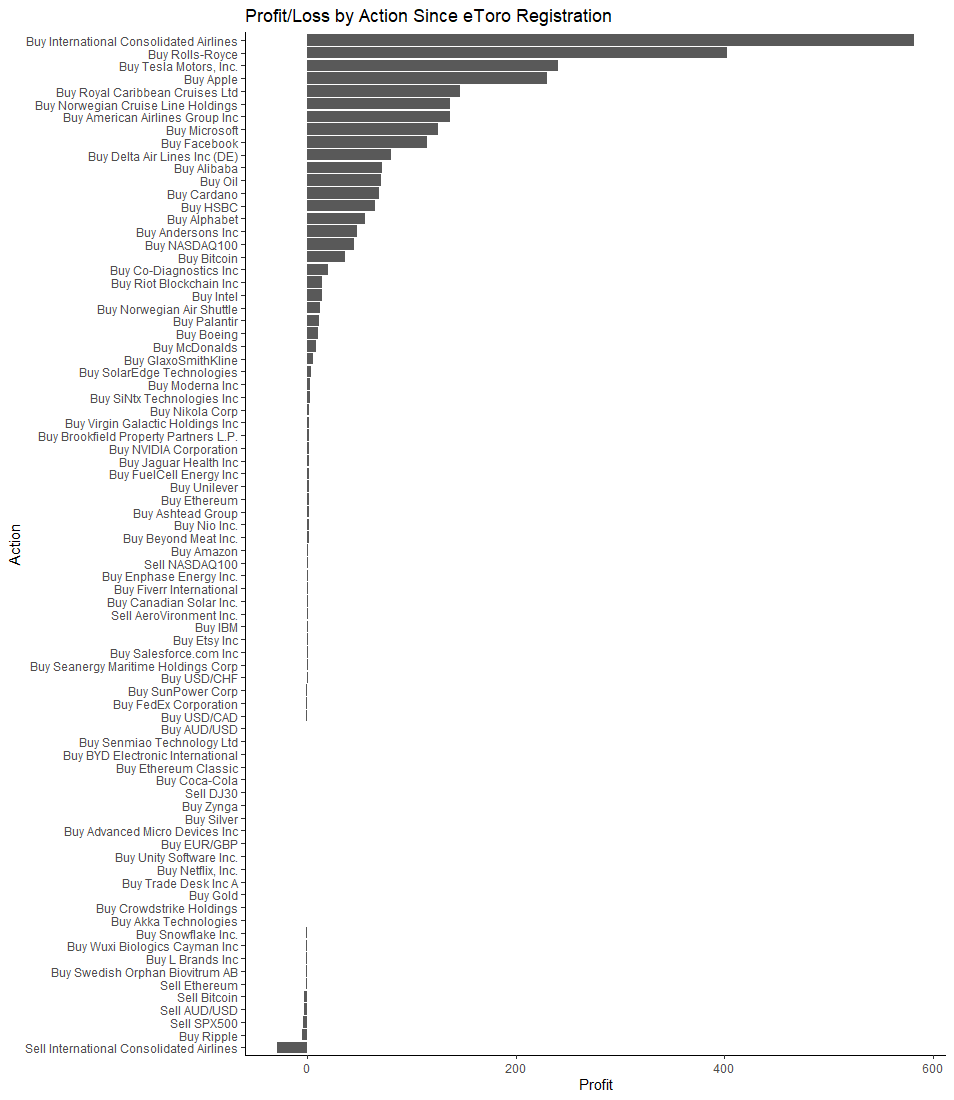 Profit/Loss by Action Since eToro Registration
Buy International Consolidated Airlines
Buy Rolls-Royce
Buy Tesla Motors, Inc.
Buy Apple
Buy Royal Caribbean Cruises Ltd
Buy Norwegian Cruise Line Holdings
Buy American Airlines Group Inc
Buy Microsoft
Buy Facebook
Buy Delta Air Lines Inc (DE)
Buy Alibaba
Buy Oil
Buy Cardano
Buy HSBC
Buy Alphabet
Buy Andersons Inc
Buy NASDAQ100
Buy Bitcoin
Buy Co-Diagnostics Inc
Buy Riot Blockchain Inc
Buy Intel
Buy Norwegian Air Shuttle
Buy Palantir
Buy Boeing
Buy McDonalds
Buy GlaxoSmithKline
Buy SolarEdge Technologies
Buy Moderna Inc
Buy SiNtx Technologies Inc
Buy Nikola Corp
Buy Virgin Galactic Holdings Inc
Buy Brookfield Property Partners L.P.
Buy NVIDIA Corporation
Buy Jaguar Health Inc
Buy FuelCell Energy Inc
Buy Unilever
Buy Ethereum
Buy Ashtead Group
Buy Nio Inc.
Buy Beyond Meat Inc.
Buy Amazon
Sell NASDAQ100
Buy Enphase Energy Inc.
Buy Fiverr International
Buy Canadian Solar Inc.
Sell AeroVironment Inc.
Buy IBM
Buy Etsy Inc
Buy Salesforce.com Inc
Buy Seanergy Maritime Holdings Corp
Buy USD/CHF
Buy SunPower Corp
Buy FedEx Corporation
Buy USD/CAD
Buy AUD/USD
Buy Senmiao Technology Ltd
Buy BYD Electronic International
Buy Ethereum Classic
Buy Coca-Cola
Sell DJ30
Buy Zynga
Buy Silver
Buy Advanced Micro Devices Inc
Buy EUR/GBP
Buy Unity Software Inc.
Buy Netflix, Inc.
Buy Trade Desk Inc A
Buy Gold
Buy Crowdstrike Holdings
Buy Akka Technologies
Buy Snowflake Inc.
Buy Wuxi Biologics Cayman Inc
Buy L Brands Inc
Buy Swedish Orphan Biovitrum AB
Sell Ethereum
Sell Bitcoin
Sell AUD/USD
Sell SPX500
Buy Ripple
Sell International Consolidated Airlines
Action
0 200 400 600
Profit